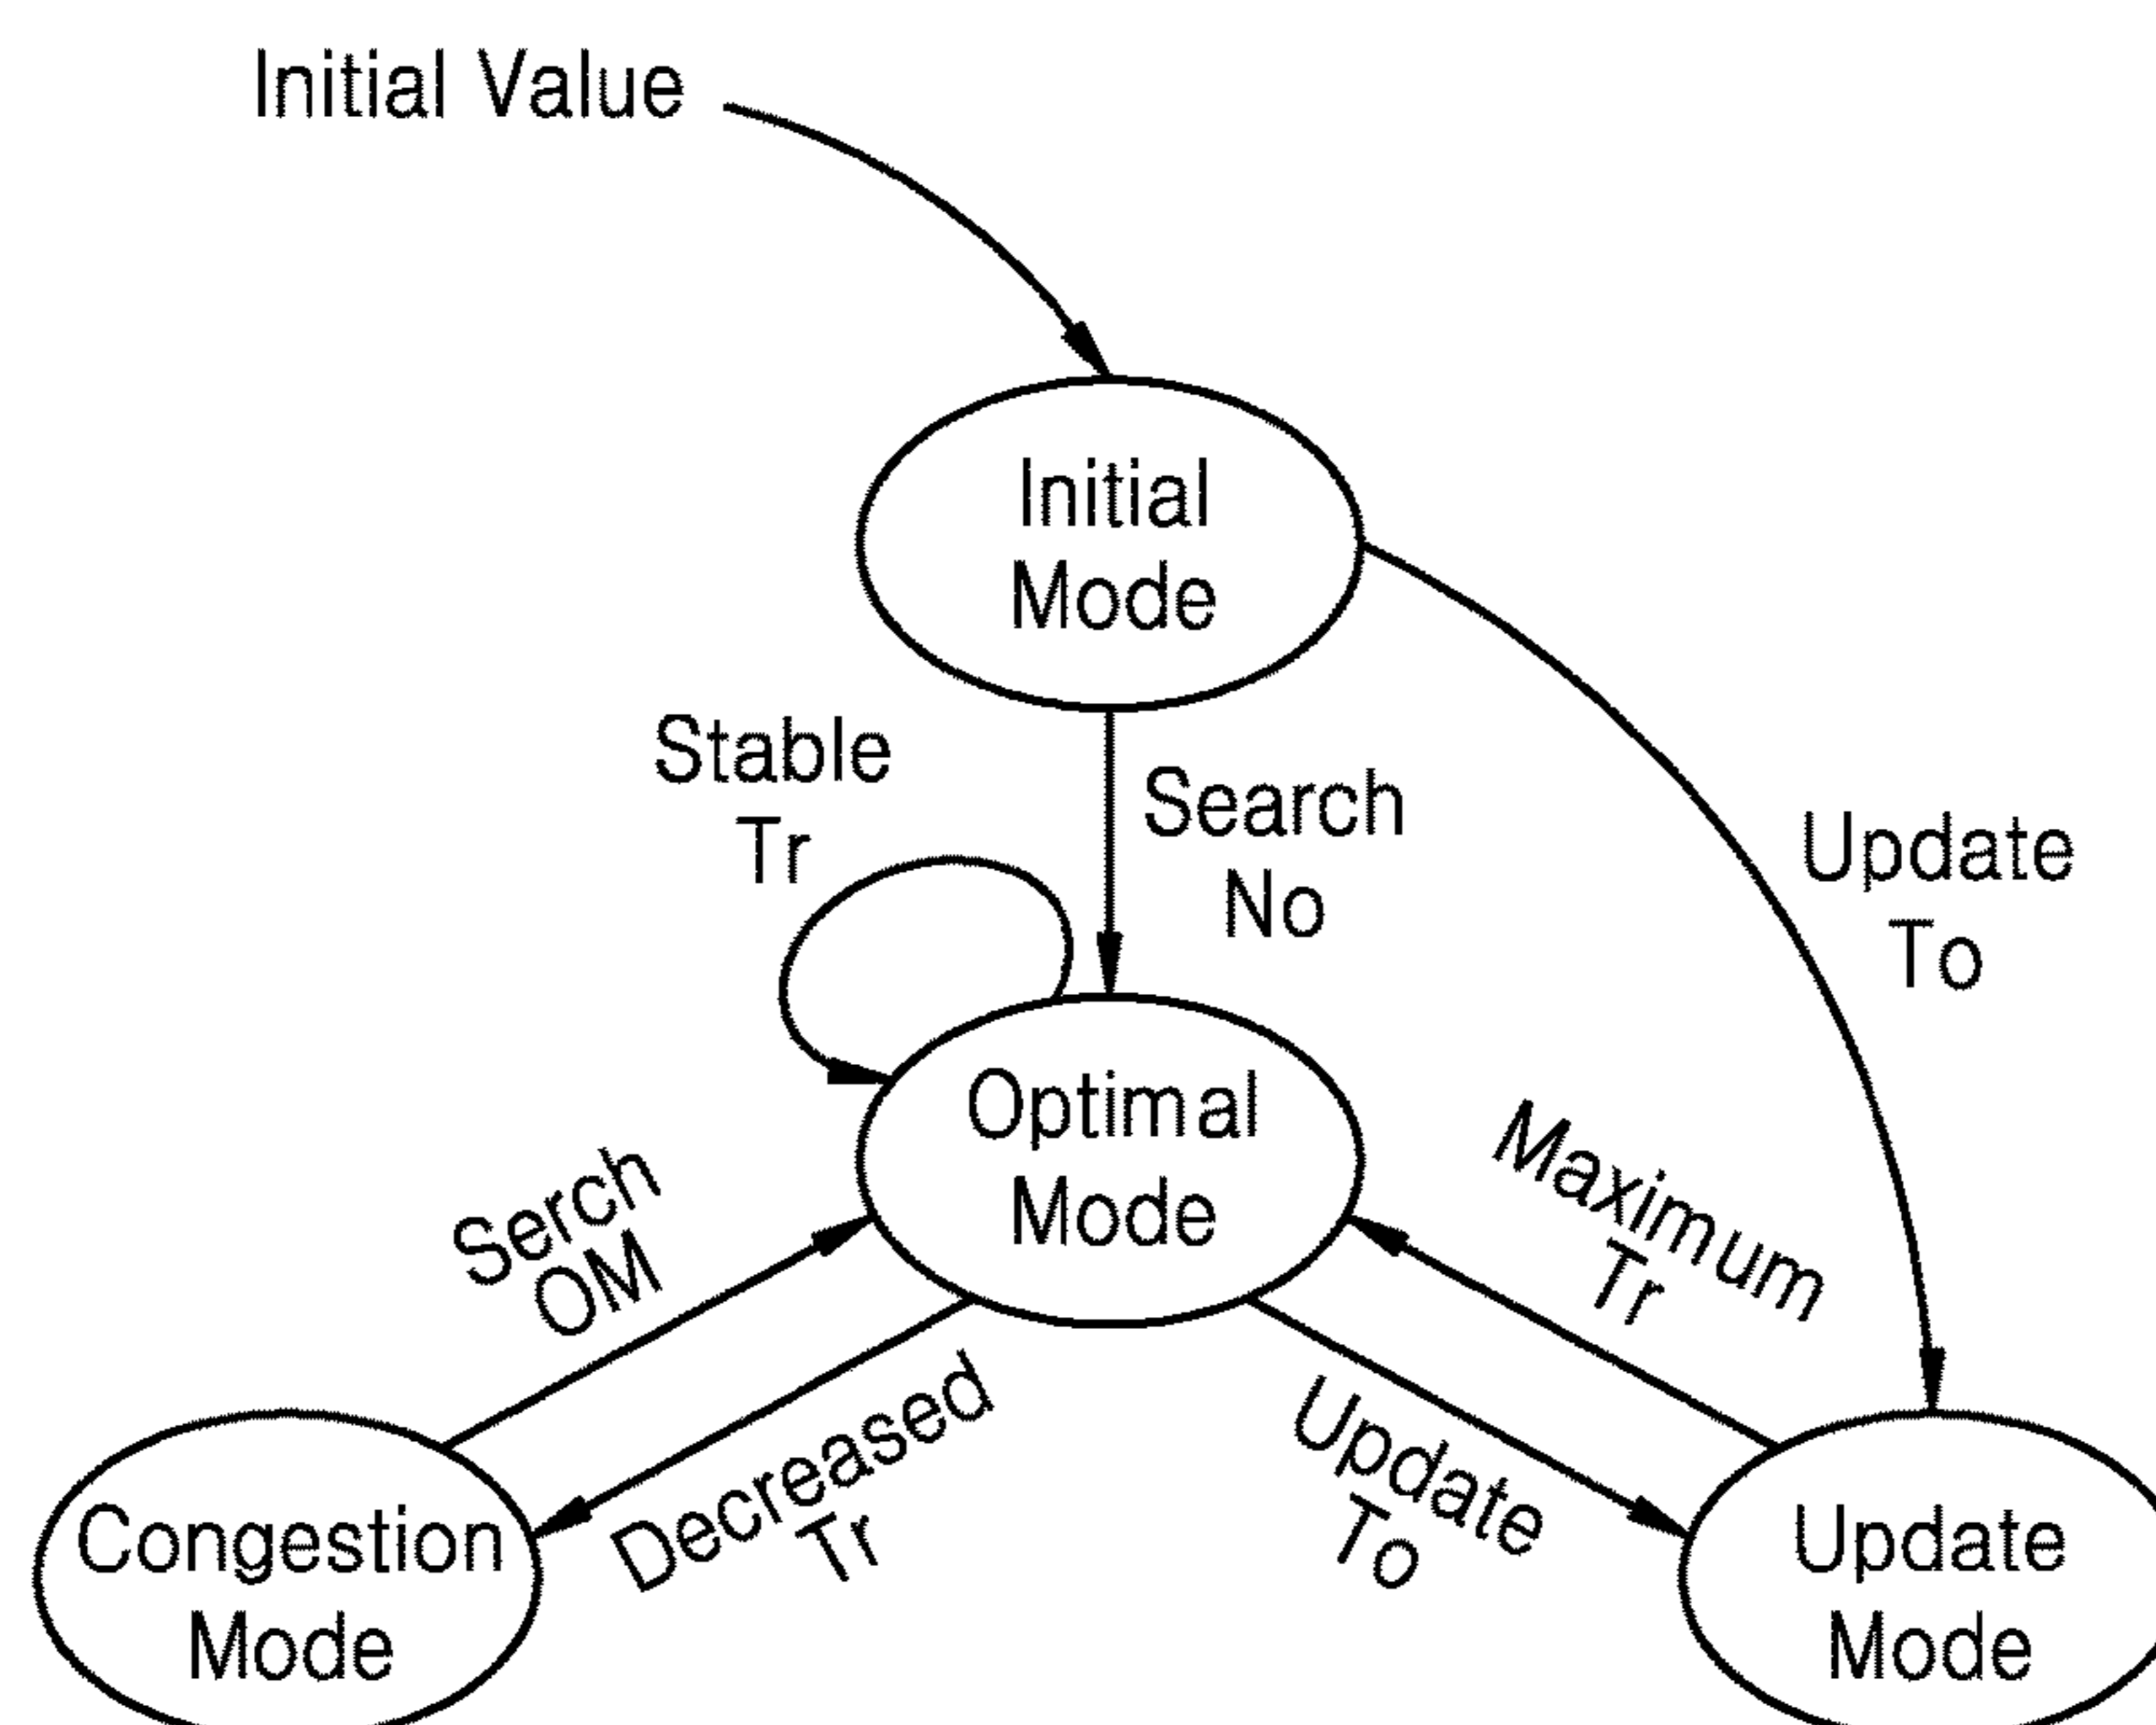 Initial Value
Initial
Mode
Stable
Tr
Search
No
Update
To
Optimal
Mode
Serch
OM
Maximum
Tr
Decreased
Tr
Update
To
Congestion
Mode
Update
Mode